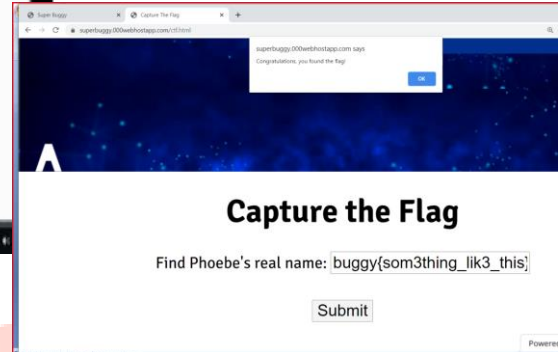 Super Buggy
Capture The Flag
superbuggy.000webhostapp.com/ctf.html
superbuggy.000webhostapp.com says
Congratulations, you found the flag!
OK
A
Capture the Flag
Find Phoebe's real name: buggy{som3thing_lik3_this}
Submit
Powered